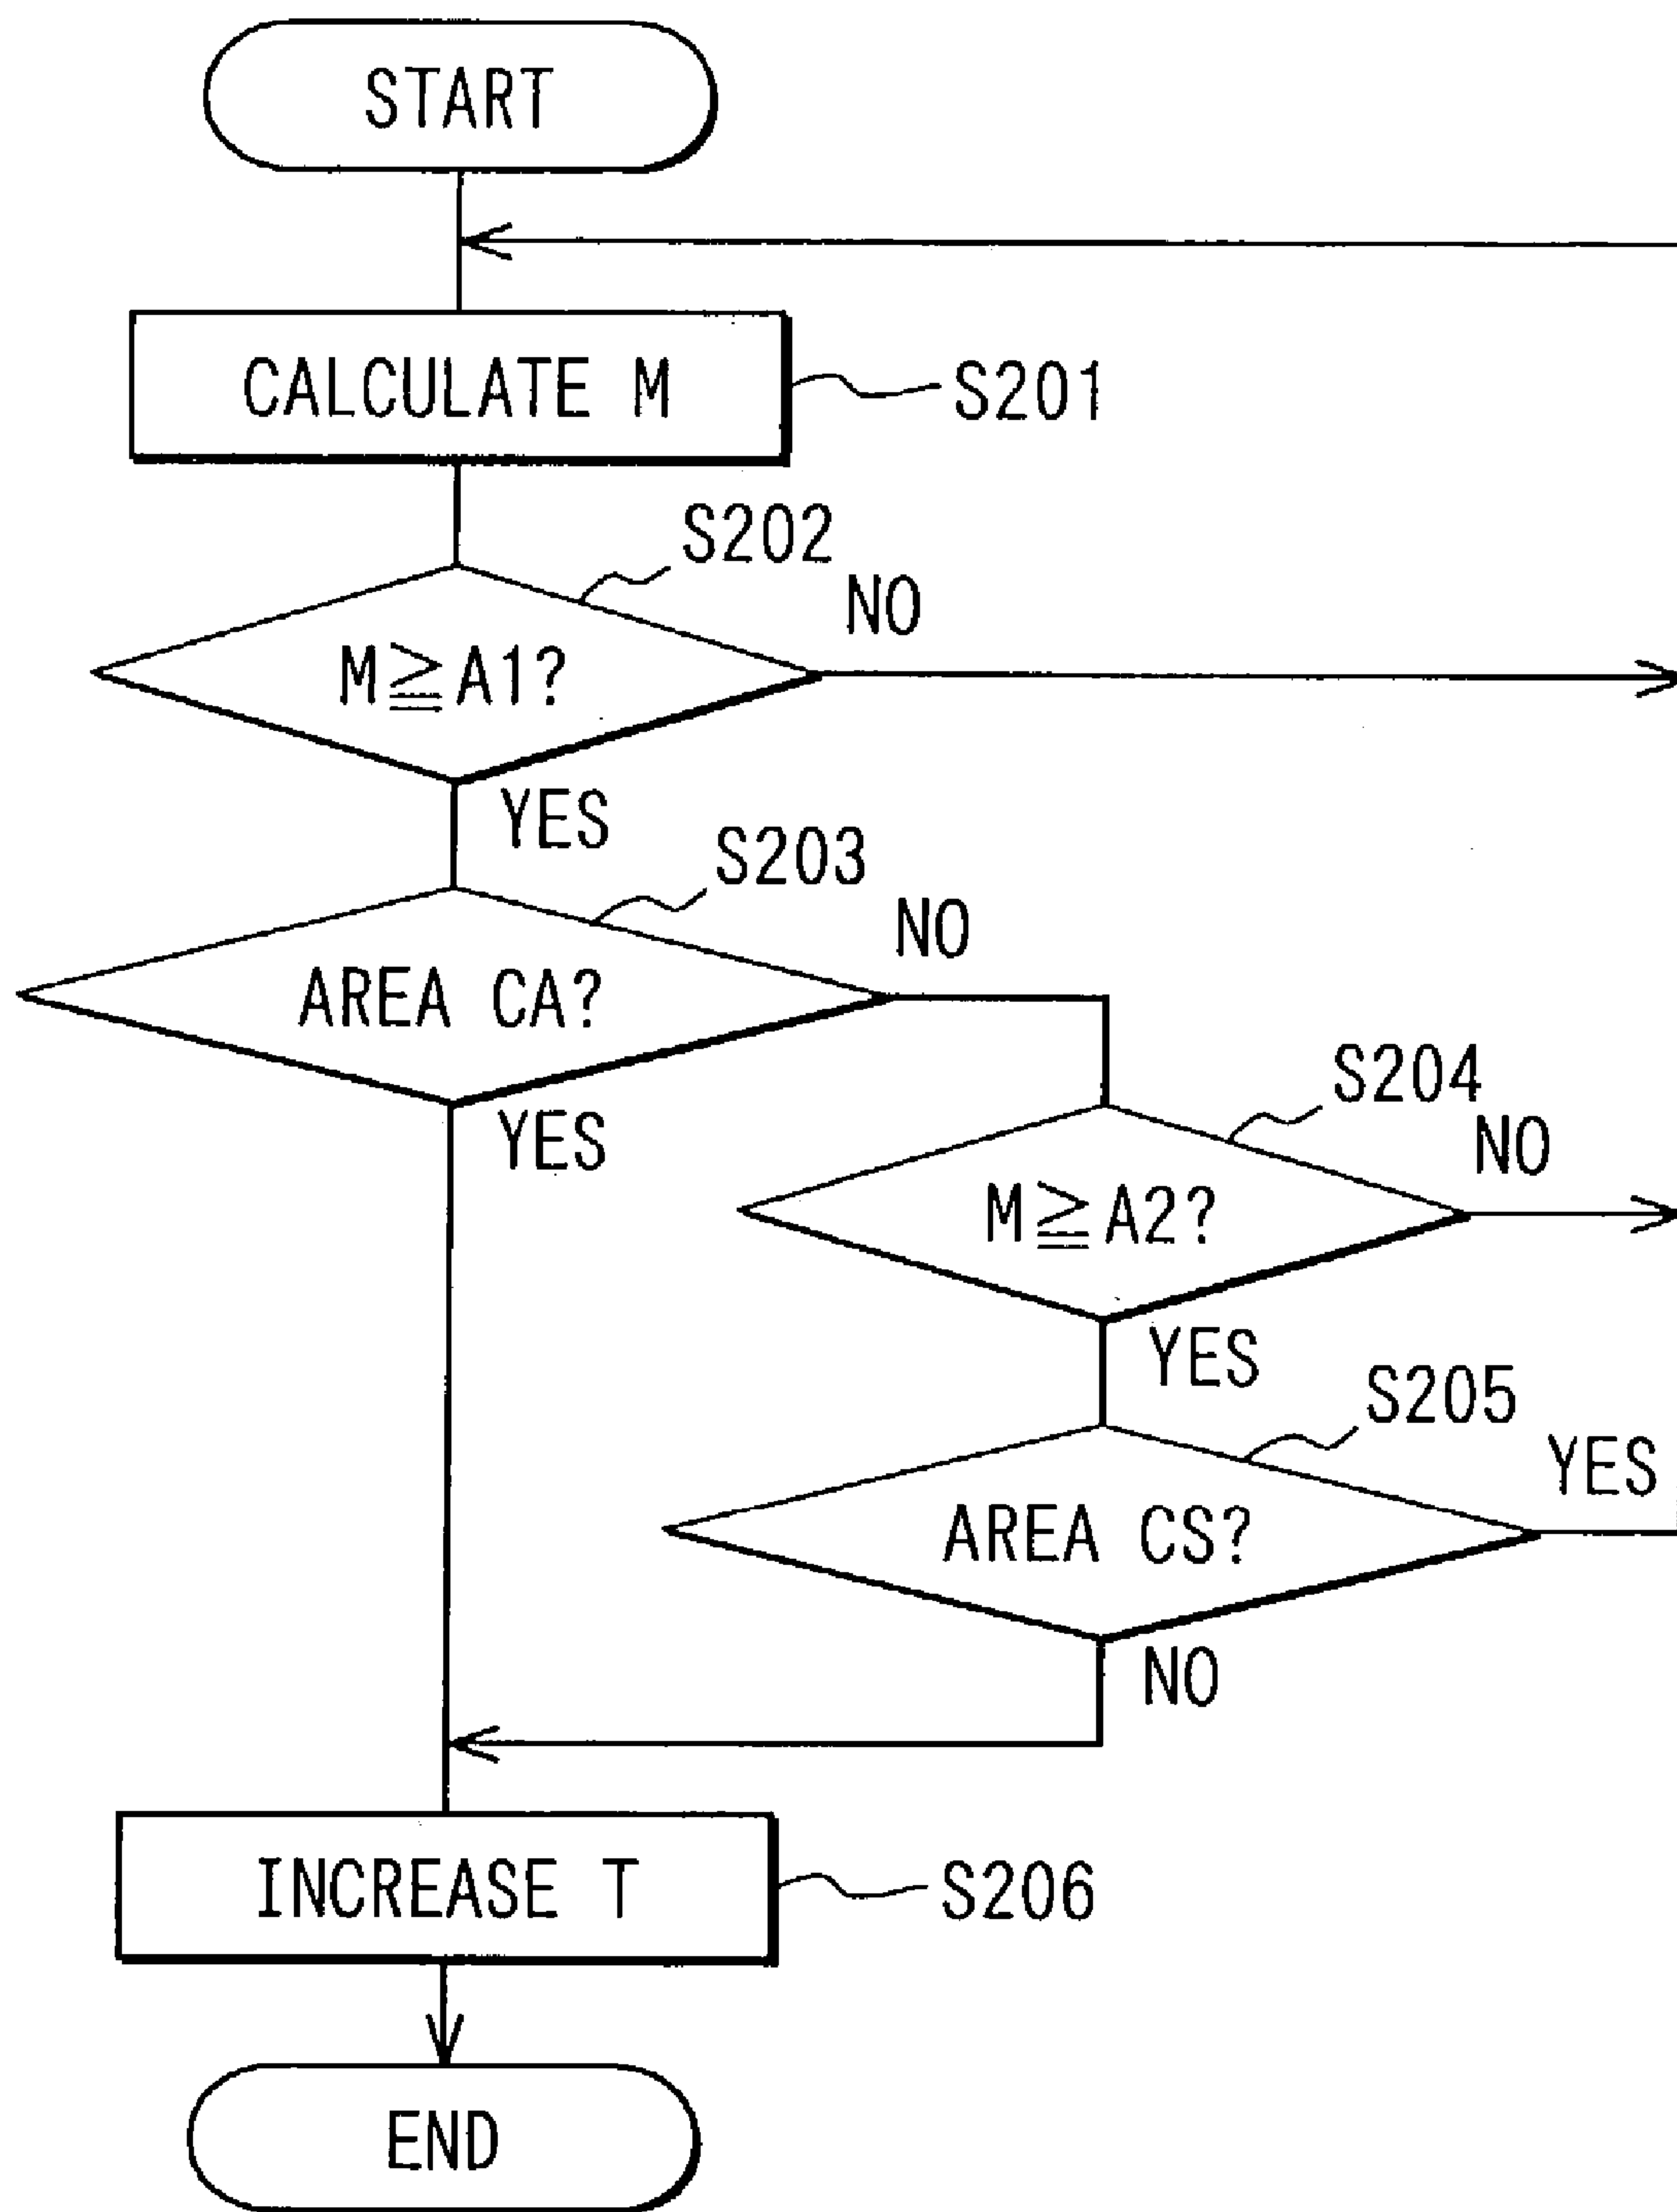 START
CALCULATE M
S201
S202
NO
M≧A1?
YES
S203
NO
AREA CA?
YES
S204
NO
M≧A2?
YES
S205
YES
AREA CS?
NO
INCREASE T
S206
END